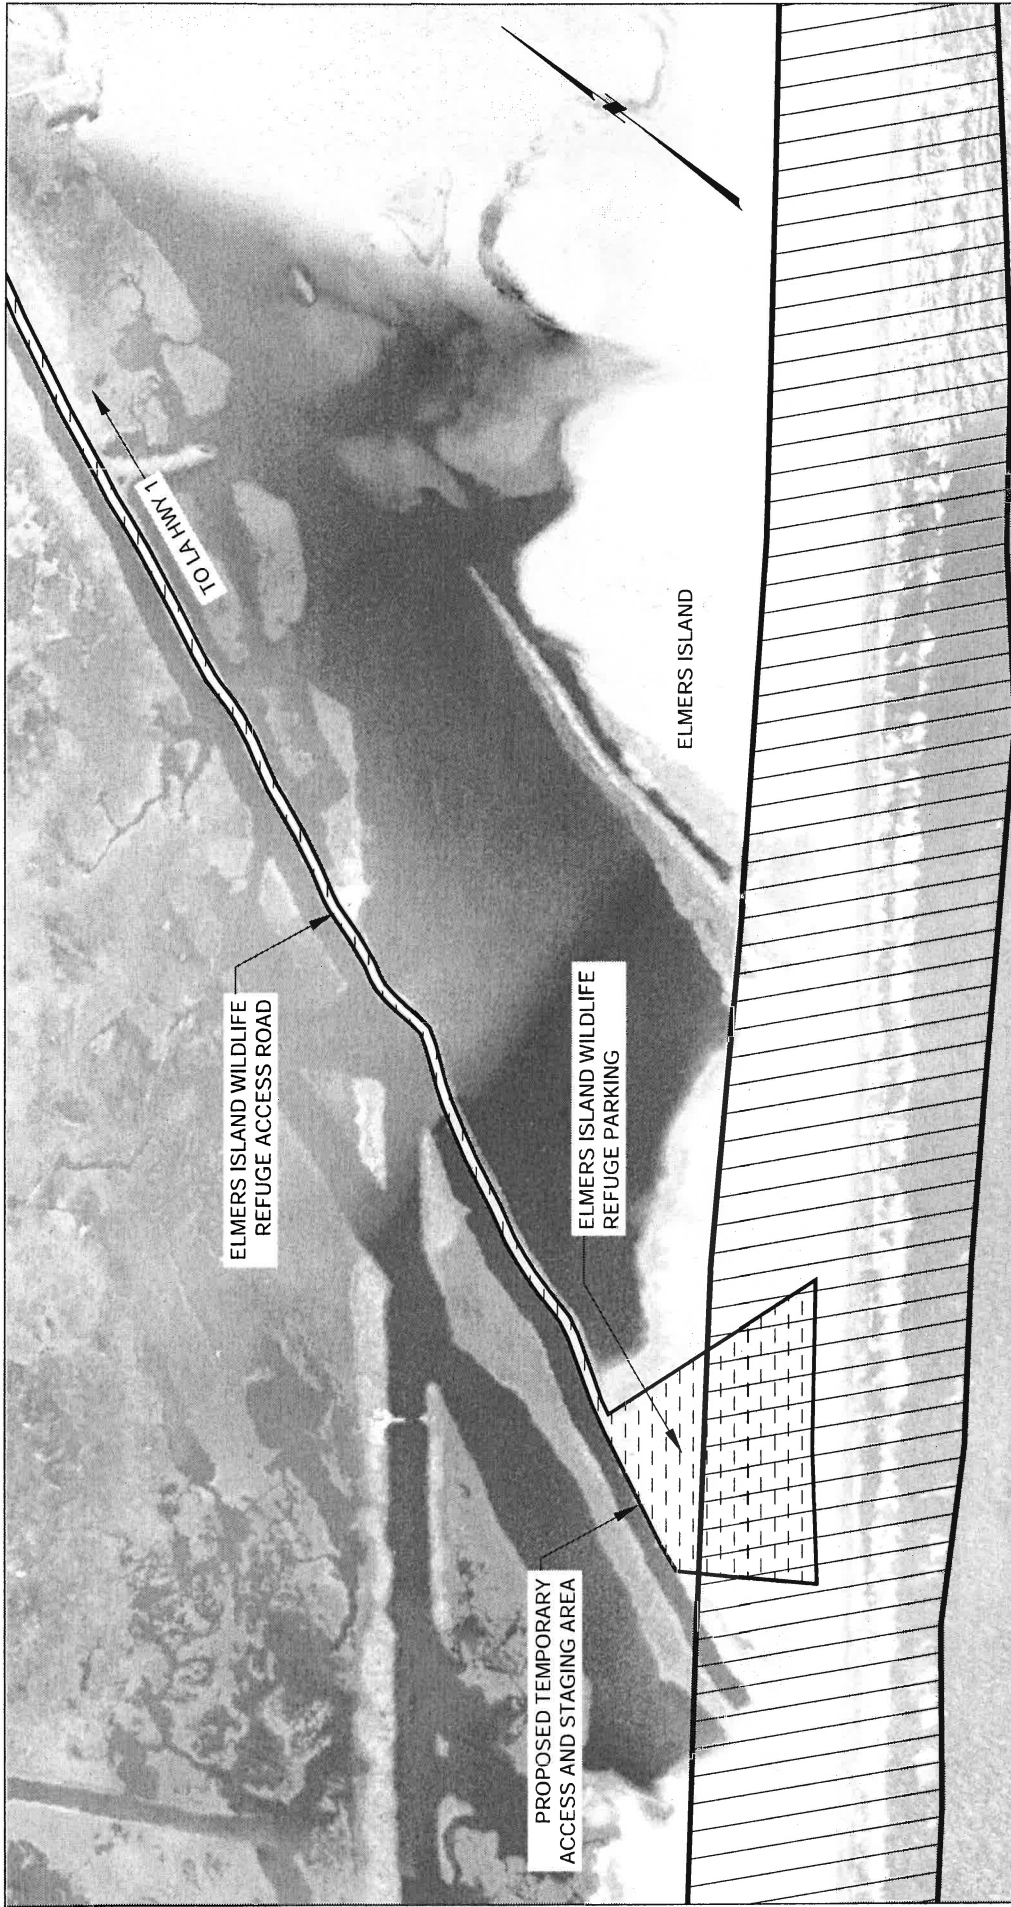 TO LA HWY 1
ELMERS ISLAND WILDLIFE
REFUGE ACCESS ROAD
ELMERS ISLAND
ELMERS ISLAND WILDLIFE
REFUGE PARKING
PROPOSED TEMPORARY
ACCESS AND STAGING AREA